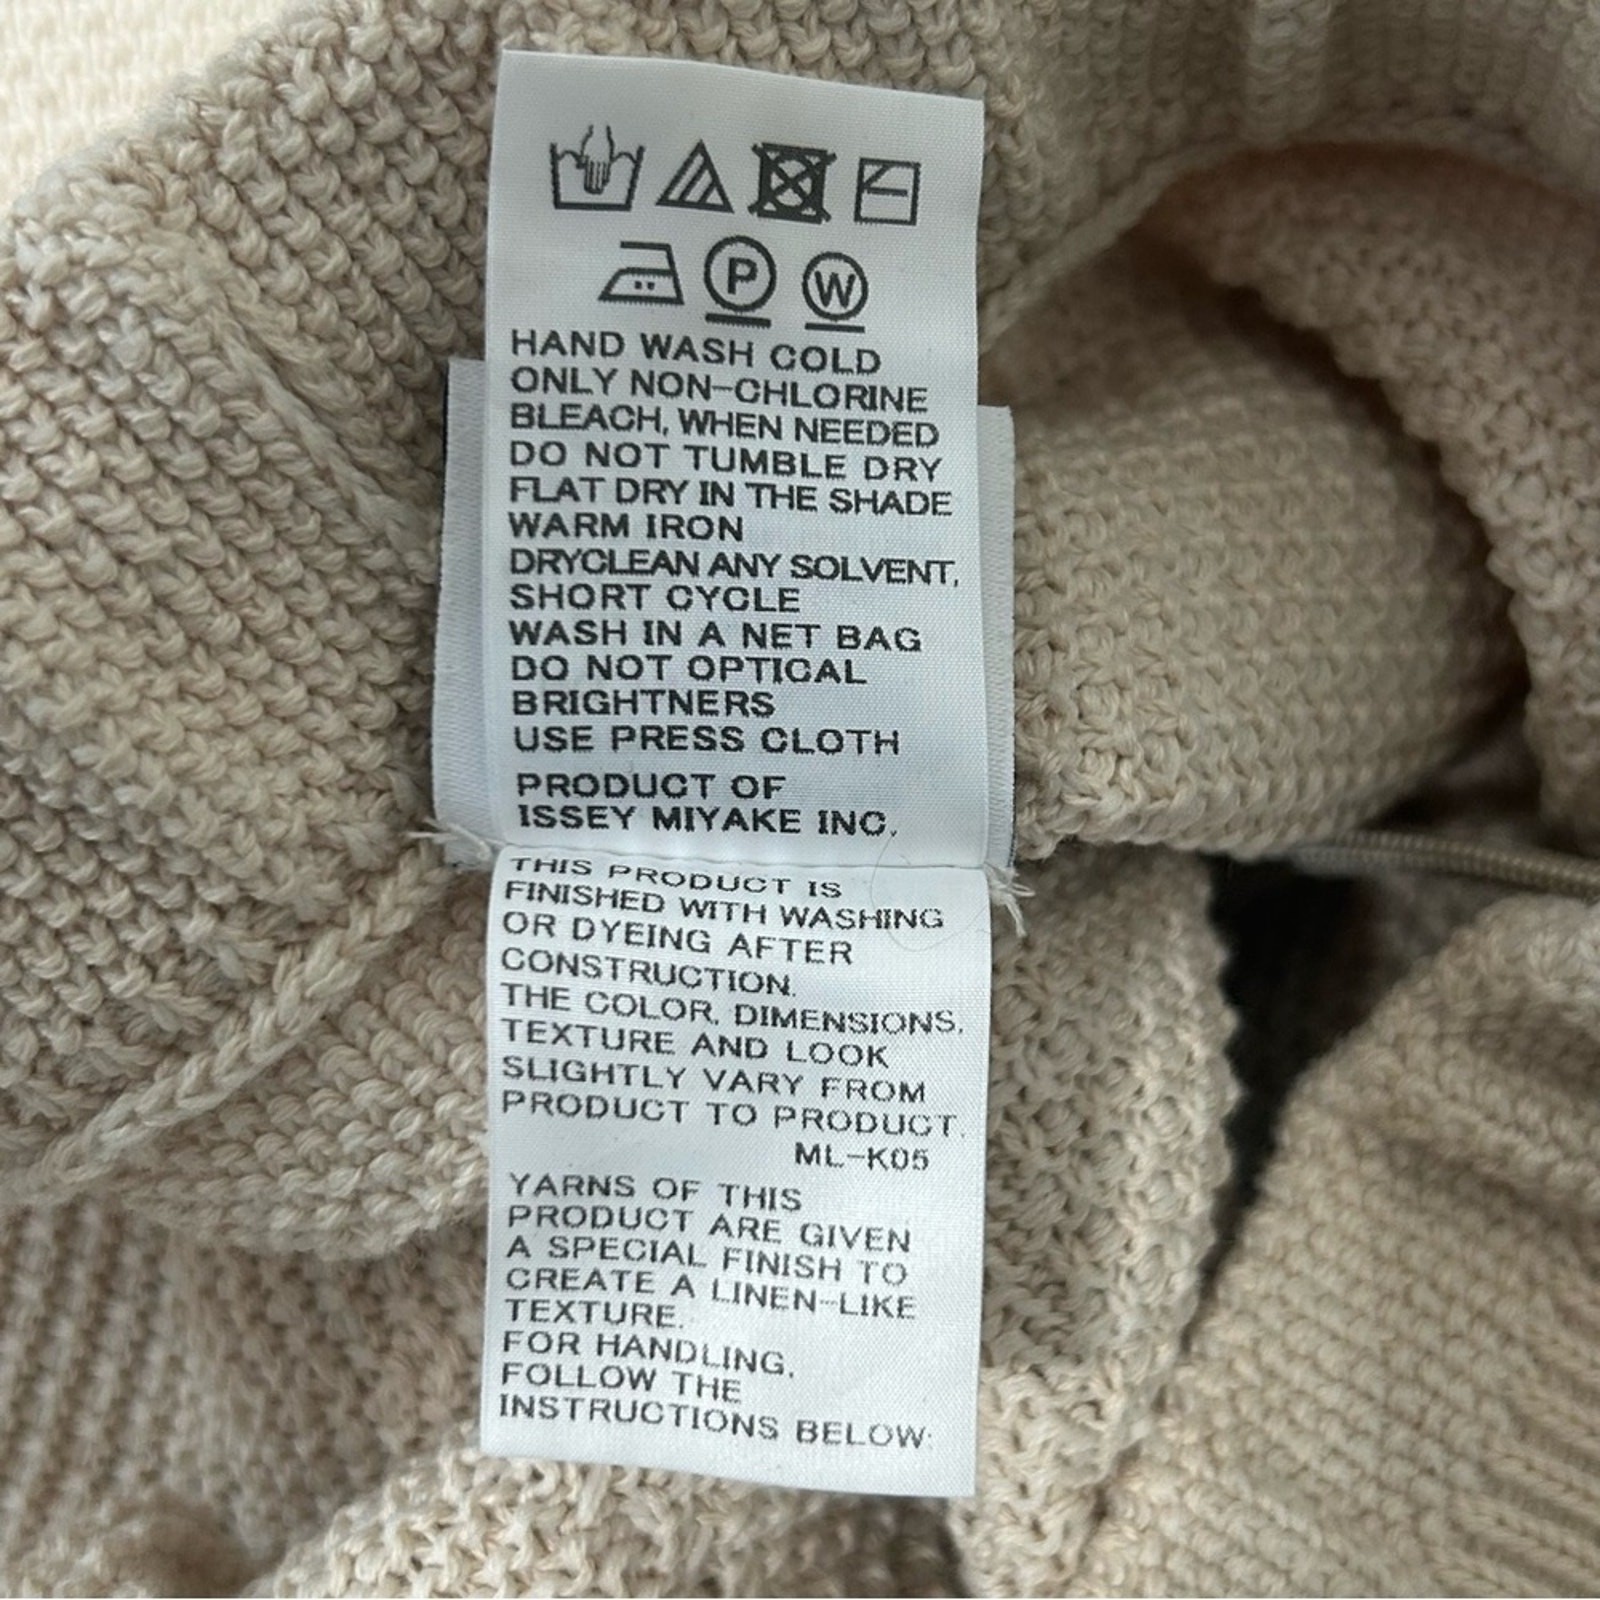 P W
HAND WASH COLD
ONLY NON-CHLORINE
BLEACH, WHEN NEEDED
DO NOT TUMBLE DRY
FLAT DRY IN THE SHADE
WARM IRON
DRYCLEAN ANY SOLVENT,
SHORT CYCLE
WASH IN A NET BAG
DO NOT OPTICAL
BRIGHTNERS
USE PRESS CLOTH
PRODUCT OF
ISSEY MIYAKE INC.
THIS PRODUCT IS
FINISHED WITH WASHING
OR DYEING AFTER
CONSTRUCTION.
THE COLOR, DIMENSIONS,
TEXTURE AND LOOK
SLIGHTLY VARY FROM
PRODUCT TO PRODUCT.
ML-K05
YARNS OF THIS
PRODUCT ARE GIVEN
A SPECIAL FINISH TO
CREATE A LINEN-LIKE
TEXTURE.
FOR HANDLING,
FOLLOW THE
INSTRUCTIONS BELOW: